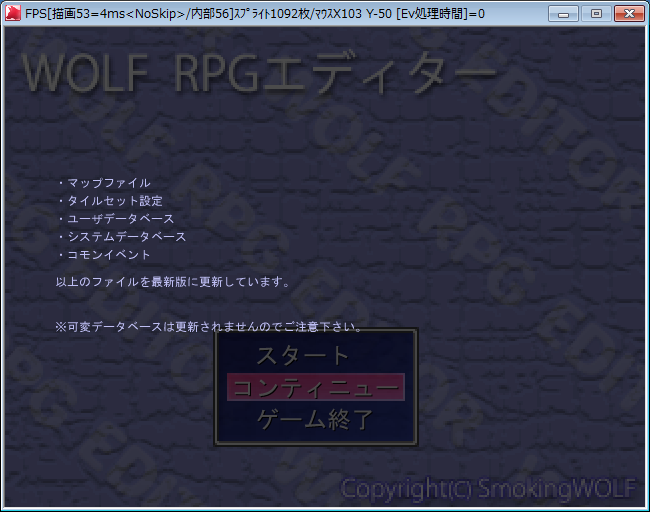 FPS[描画53=4ms<NoSkip>/内部56]ｽﾌﾟﾗｲﾄ1092枚/ﾏｳｽX103 Y-50 [Ev処理時間]=0
WOLF RPGエディター
・マップファイル
・タイルセット設定
・ユーザデータベース
・システムデータベース
・コモンイベント
以上のファイルを最新版に更新しています。
※可変データベースは更新されませんのでご注意下さい。
スタート
コンティニュー
ゲーム終了
Copyright(C) SmokingWOLF